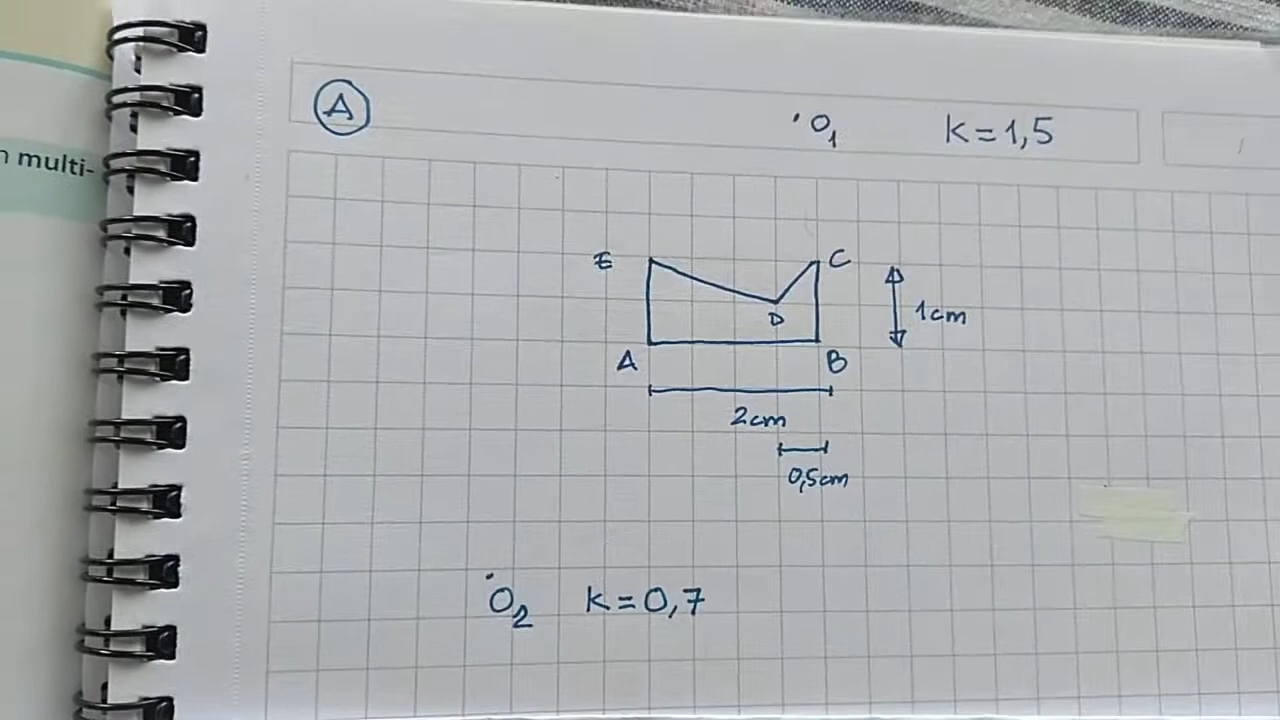 n multi-
A
O1 K=1,5
E C
D 1cm
A B
2cm
0,5cm
O2 K=0,7